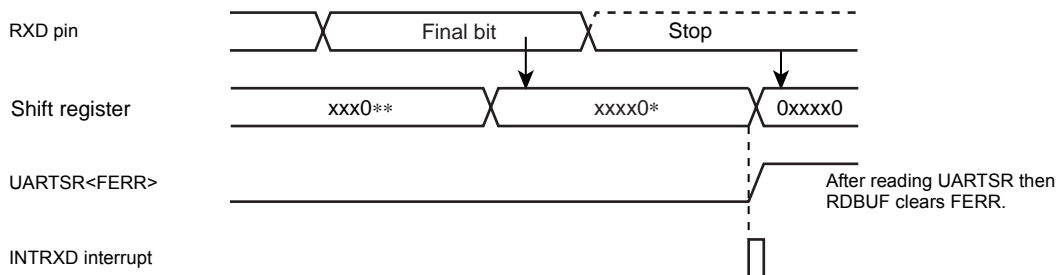 RXD pin
Final bit
Stop
Shift register
xxx0**
xxxx0*
0xxxx0
UARTSR<FERR>
After reading UARTSR then
RDBUF clears FERR.
INTRXD interrupt